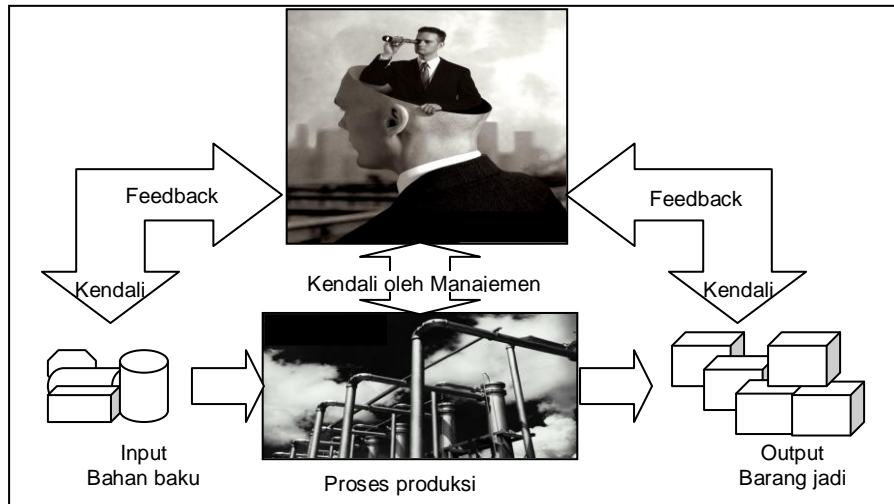 Feedback
Feedback
Kendali
Kendali oleh Manajemen
Kendali
Input
Bahan baku
Proses produksi
Output
Barang jadi